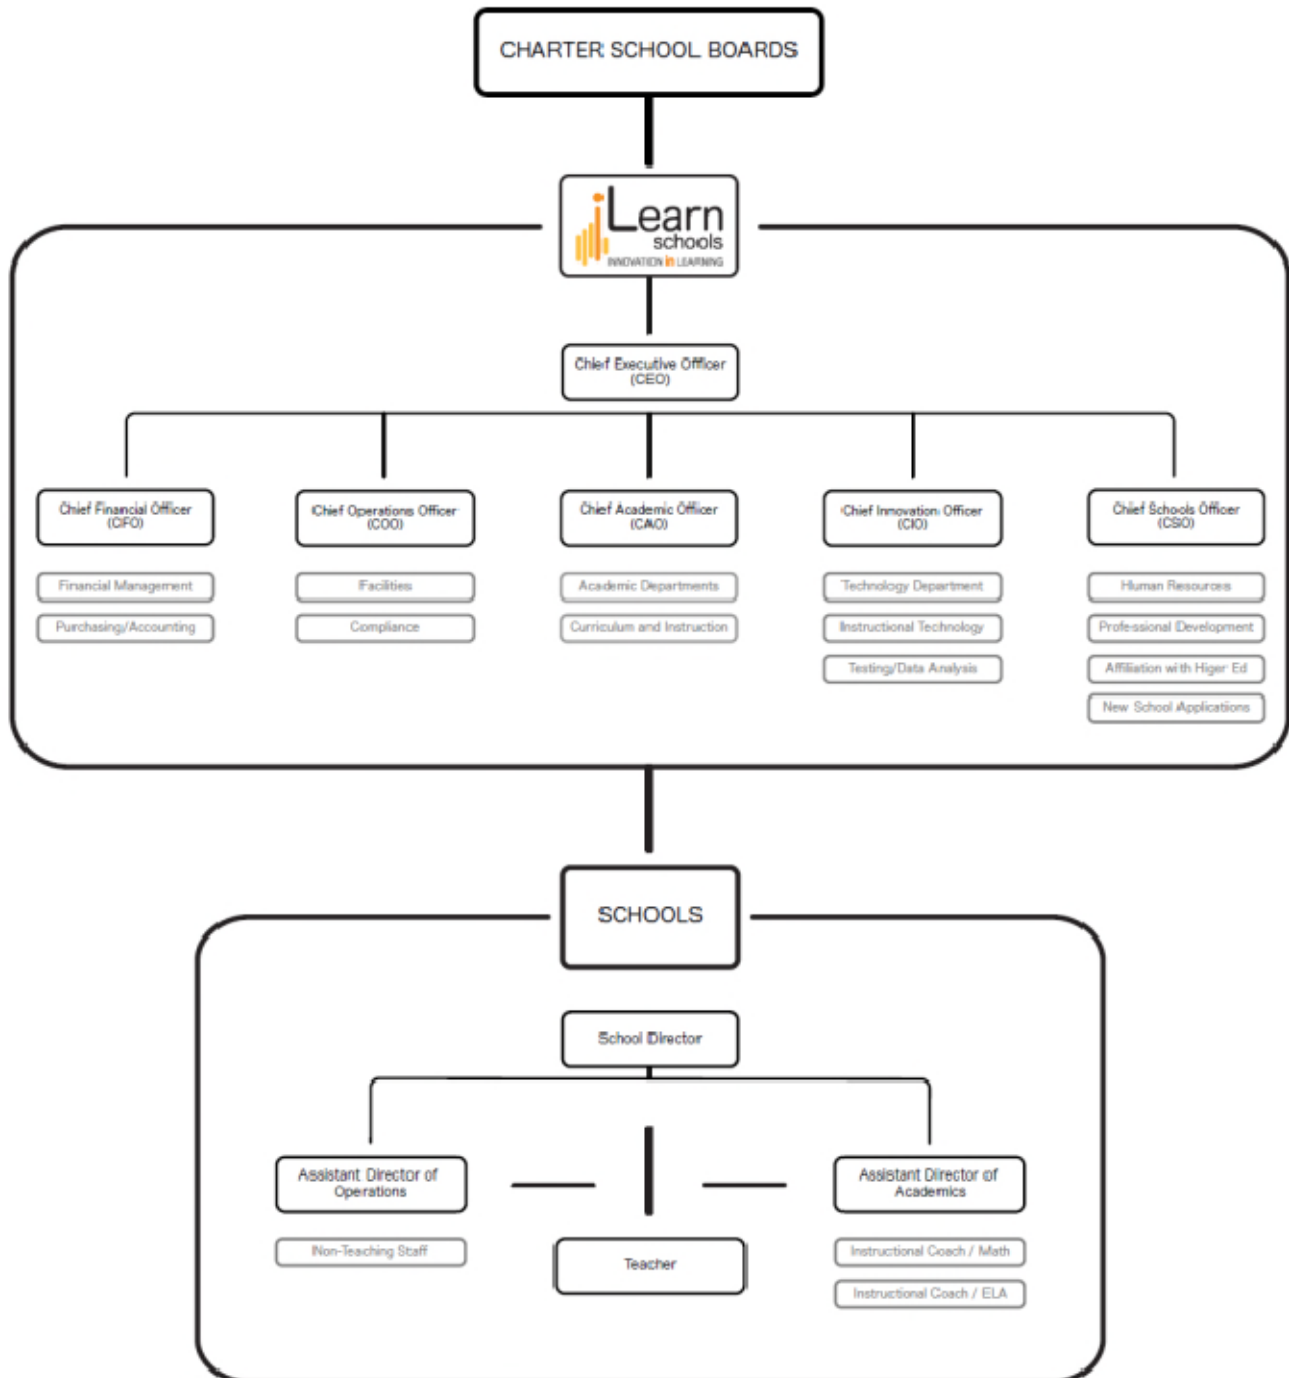 CHARTER SCHOOL BOARDS
iLearn
schools
INNOVATION in LEARNING
Chief Executive Officer
(CEO)
Chief Financial Officer
(CFO)
Chief Operations Officer
(COO)
Chief Academic Officer
(CAO)
Chief Innovation Officer
(CIO)
Chief Schools Officer
(CSO)
Financial Management
Facilities
Academic Departments
Technology Department
Human Resources
Purchasing/Accounting
Compliance
Curriculum and Instruction
Instructional Technology
Professional Development
Testing/Data Analysis
Affiliation with Higer Ed
New School Applications
SCHOOLS
School Director
Assistant Director of
Operations
Assistant Director of
Academics
Non-Teaching Staff
Teacher
Instructional Coach / Math
Instructional Coach / ELA